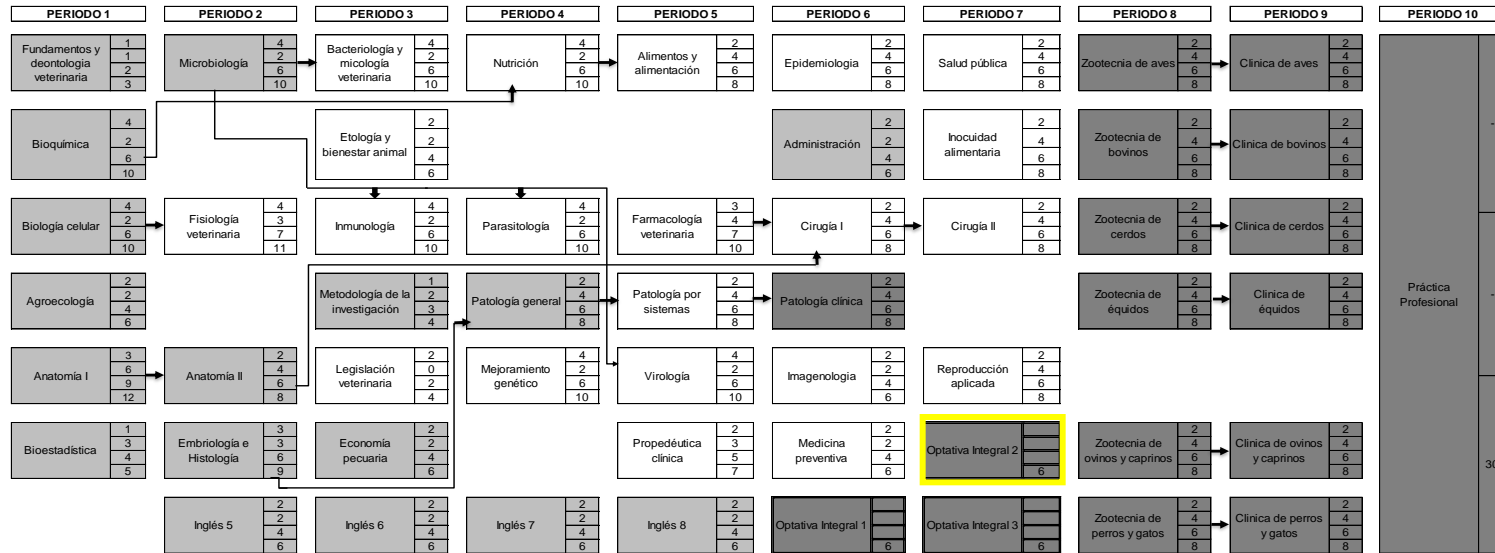 PERIODO 1
PERIODO 2
PERIODO 3
PERIODO 4
PERIODO 5
PERIODO 6
PERIODO 7
PERIODO 8
PERIODO 9
PERIODO 10
Fundamentos y
deontologia
veterinaria
1
1
2
3
Microbiología
4
2
6
10
Bacteriología y
micología
veterinaria
4
2
6
10
Nutrición
4
2
6
10
Alimentos y
alimentación
2
4
6
8
Epidemiologia
2
4
6
8
Salud pública
2
4
6
8
Zootecnia de aves
2
4
6
8
Clinica de aves
2
4
6
8
Bioquímica
4
2
6
10
Etología y
bienestar animal
2
2
4
6
Administración
2
2
4
6
Inocuidad
alimentaria
2
4
6
8
Zootecnia de
bovinos
2
4
6
8
Clinica de bovinos
2
4
6
8
Biología celular
4
2
6
10
Fisiología
veterinaria
4
3
7
11
Inmunología
4
2
6
10
Parasitología
4
2
6
10
Farmacología
veterinaria
3
4
7
10
Cirugía I
2
4
6
8
Cirugía II
2
4
6
8
Zootecnia de
cerdos
2
4
6
8
Clinica de cerdos
2
4
6
8
Agroecología
2
2
4
6
Metodología de la
investigación
1
2
3
4
Patología general
2
4
6
8
Patología por
sistemas
2
4
6
8
Patología clínica
2
4
6
8
Zootecnia de
équidos
2
4
6
8
Clinica de
équidos
2
4
6
8
Práctica
Profesional
-
-
30
Anatomía I
3
6
9
12
Anatomía II
2
4
6
8
Legislación
veterinaria
2
0
2
4
Mejoramiento
genético
4
2
6
10
Virología
4
2
6
10
Imagenologia
2
2
4
6
Reproducción
aplicada
2
4
6
8
Bioestadística
1
3
4
5
Embriología e
Histología
3
3
6
9
Economía
pecuaria
2
2
4
6
Propedéutica
clínica
2
3
5
7
Medicina
preventiva
2
2
4
6
Optativa Integral 2
6
Zootecnia de
ovinos y caprinos
2
4
6
8
Clinica de ovinos
y caprinos
2
4
6
8
Inglés 5
2
2
4
6
Inglés 6
2
2
4
6
Inglés 7
2
2
4
6
Inglés 8
2
2
4
6
Optativa Integral 1
6
Optativa Integral 3
6
Zootecnia de
perros y gatos
2
4
6
8
Clinica de perros
y gatos
2
4
6
8